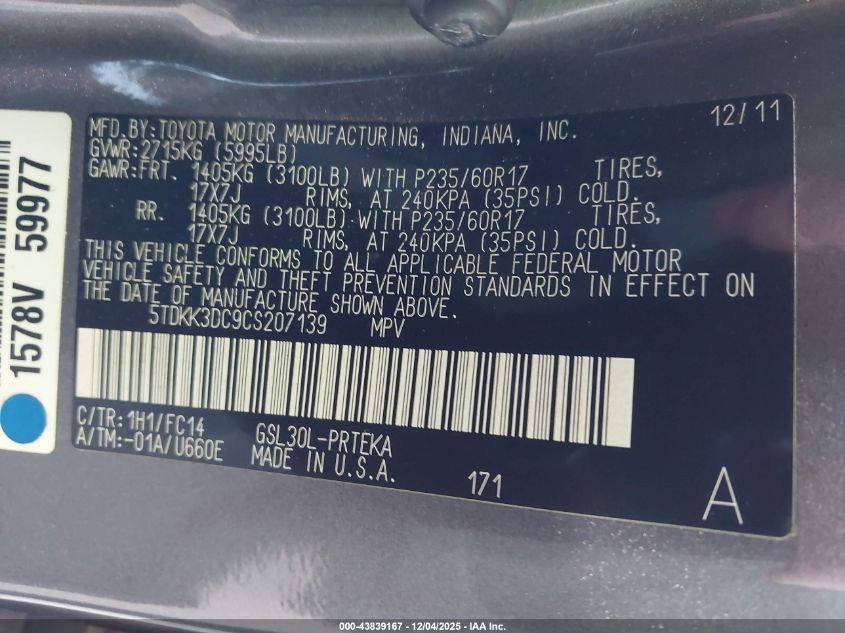 12/11
MFD.BY:TOYOTA MOTOR MANUFACTURING, INDIANA, INC.
GVWR:2715KG (5995LB)
GAWR:FRT. 1405KG (3100LB) WITH P235/60R17 TIRES,
17X7J RIMS, AT 240KPA (35PSI) COLD.
RR. 1405KG (3100LB) WITH P235/60R17 TIRES,
17X7J RIMS, AT 240KPA (35PSI) COLD.
THIS VEHICLE CONFORMS TO ALL APPLICABLE FEDERAL MOTOR
VEHICLE SAFETY AND THEFT PREVENTION STANDARDS IN EFFECT ON
THE DATE OF MANUFACTURE SHOWN ABOVE.
5TDKK3DC9CS207139 MPV
C/TR:1H1/FC14 GSL30L-PRTEKA
A/TM:-01A/U660E MADE IN U.S.A. 171 A
1578V 59977
000-43839167 - 12/04/2025 - IAA Inc.